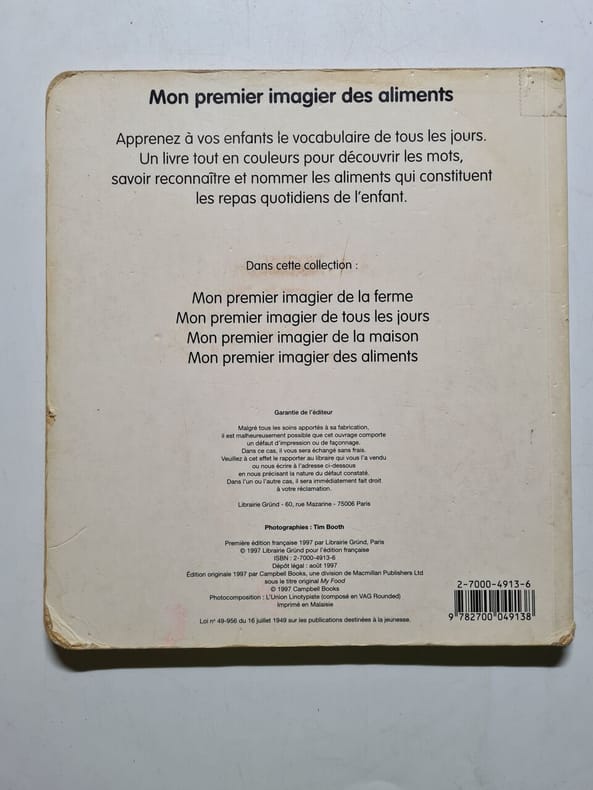 Mon premier imagier des aliments
Apprenez à vos enfants le vocabulaire de tous les jours.
Un livre tout en couleurs pour découvrir les mots,
savoir reconnaître et nommer les aliments qui constituent
les repas quotidiens de l'enfant.
Dans cette collection :
Mon premier imagier de la ferme
Mon premier imagier de tous les jours
Mon premier imagier de la maison
Mon premier imagier des aliments
Garantie de l'éditeur
Malgré tous les soins apportés à sa fabrication,
il est malheureusement possible que cet ouvrage comporte
un défaut d'impression ou de façonnage.
Dans ce cas, il vous sera échangé sans frais.
Veuillez à cet effet le rapporter au libraire qui vous l'a vendu
ou nous écrire à l'adresse ci-dessous
en nous précisant la nature du défaut constaté.
Dans l'un ou l'autre cas, il sera immédiatement fait droit
à votre réclamation.
Librairie Gründ - 60, rue Mazarine - 75006 Paris
Photographies : Tim Booth
Première édition française 1997 par Librairie Gründ, Paris
© 1997 Librairie Gründ pour l'édition française
ISBN : 2-7000-4913-6
Dépôt légal : août 1997
Édition originale 1997 par Campbell Books, une division de Macmillan Publishers Ltd
sous le titre original My Food
© 1997 Campbell Books
Photocomposition : L'Union Linotypiste (composé en VAG Rounded)
Imprimé en Malaisie
Loi n° 49-956 du 16 juillet 1949 sur les publications destinées à la jeunesse.
2-7000-4913-6
9 782700 049138